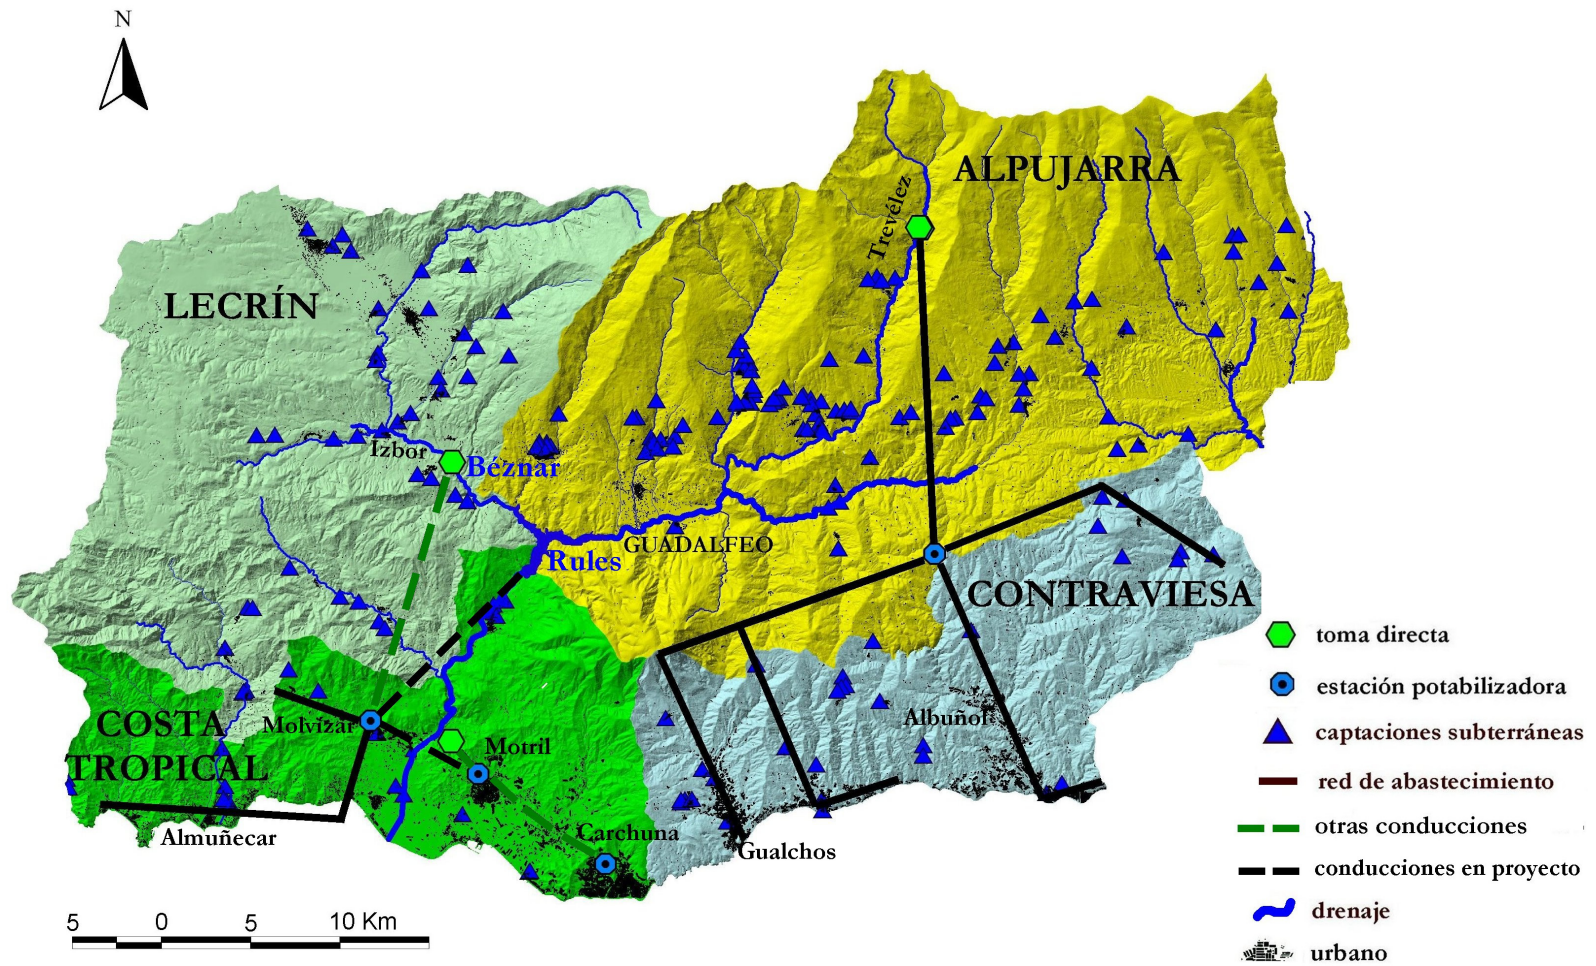 N
ALPUJARRA
Trevélez
LECRÍN
Izbor
Béznar
GUADALFEO
Rules
CONTRAVIESA
toma directa
estación potabilizadora
COSTA
TROPICAL
Molvízar
Motril
Albuñol
captaciones subterráneas
red de abastecimiento
otras conducciones
Carchuna
Almuñecar
Gualchos
conducciones en proyecto
drenaje
urbano
5 0 5 10 Km